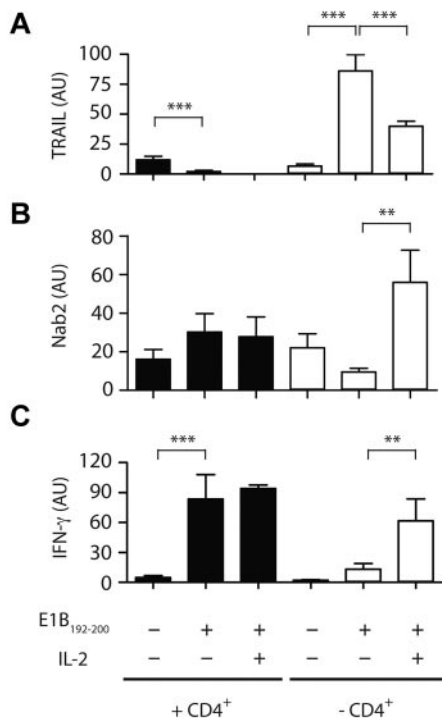 A
*** ***
100
75
50
25
0
TRAIL (AU)
***
B
80
60
40
20
0
Nab2 (AU)
**
C
120
90
60
30
0
IFN-γ (AU)
*** **
E1B192-200 − + + − + +
IL-2 − − + − − +
+ CD4+ - CD4+